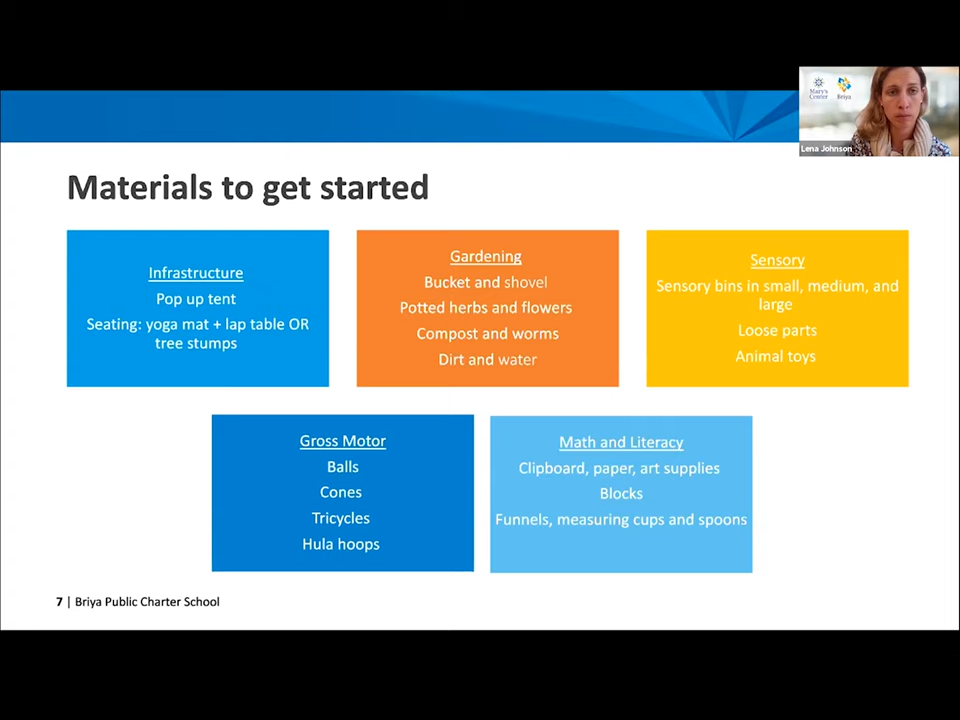 Mary's
Center
Briya
Lena Johnson
Materials to get started
Infrastructure
Pop up tent
Seating: yoga mat + lap table OR
tree stumps
Gardening
Bucket and shovel
Potted herbs and flowers
Compost and worms
Dirt and water
Sensory
Sensory bins in small, medium, and
large
Loose parts
Animal toys
Gross Motor
Balls
Cones
Tricycles
Hula hoops
Math and Literacy
Clipboard, paper, art supplies
Blocks
Funnels, measuring cups and spoons
7 | Briya Public Charter School